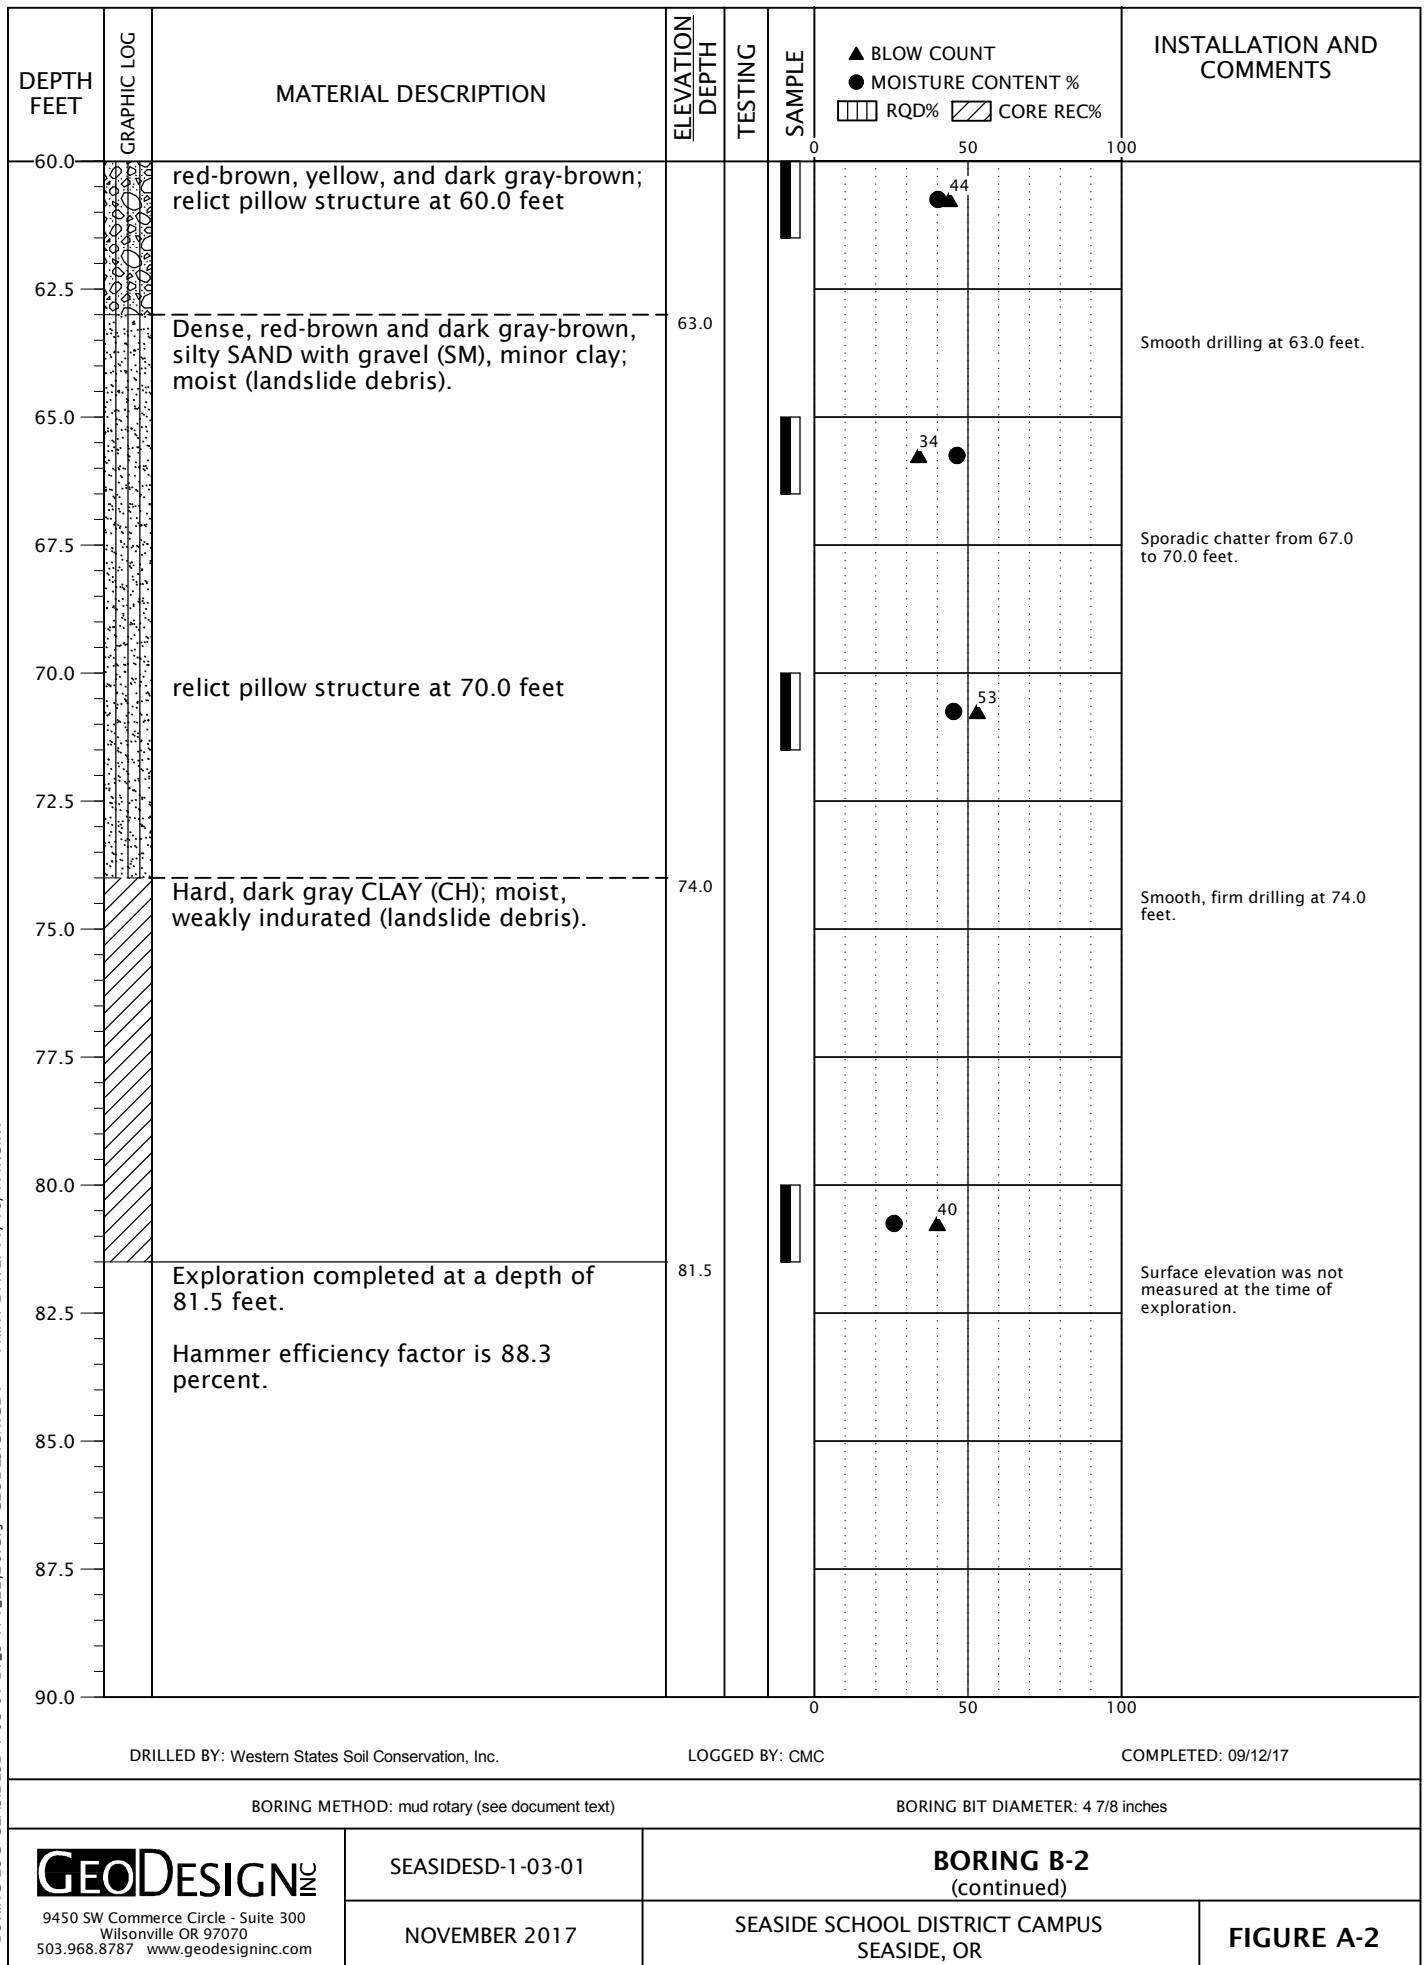 DEPTH
FEET
GRAPHIC LOG
MATERIAL DESCRIPTION
ELEVATION
DEPTH
TESTING
SAMPLE
▲ BLOW COUNT
● MOISTURE CONTENT %
RQD% CORE REC%
INSTALLATION AND
COMMENTS
0 50 100
60.0
red-brown, yellow, and dark gray-brown;
relict pillow structure at 60.0 feet
44
62.5
Dense, red-brown and dark gray-brown,
silty SAND with gravel (SM), minor clay;
moist (landslide debris).
63.0
Smooth drilling at 63.0 feet.
65.0
34
67.5
Sporadic chatter from 67.0
to 70.0 feet.
70.0
relict pillow structure at 70.0 feet
53
72.5
Hard, dark gray CLAY (CH); moist,
weakly indurated (landslide debris).
74.0
Smooth, firm drilling at 74.0
feet.
75.0
77.5
80.0
40
Exploration completed at a depth of
81.5 feet.
81.5
Surface elevation was not
measured at the time of
exploration.
82.5
Hammer efficiency factor is 88.3
percent.
85.0
87.5
90.0
0 50 100
DRILLED BY: Western States Soil Conservation, Inc.
LOGGED BY: CMC
COMPLETED: 09/12/17
BORING METHOD: mud rotary (see document text)
BORING BIT DIAMETER: 4 7/8 inches
GEODESIGN INC
9450 SW Commerce Circle - Suite 300
Wilsonville OR 97070
503.968.8787 www.geodesigninc.com
SEASIDESD-1-03-01
NOVEMBER 2017
BORING B-2
(continued)
SEASIDE SCHOOL DISTRICT CAMPUS
SEASIDE, OR
FIGURE A-2